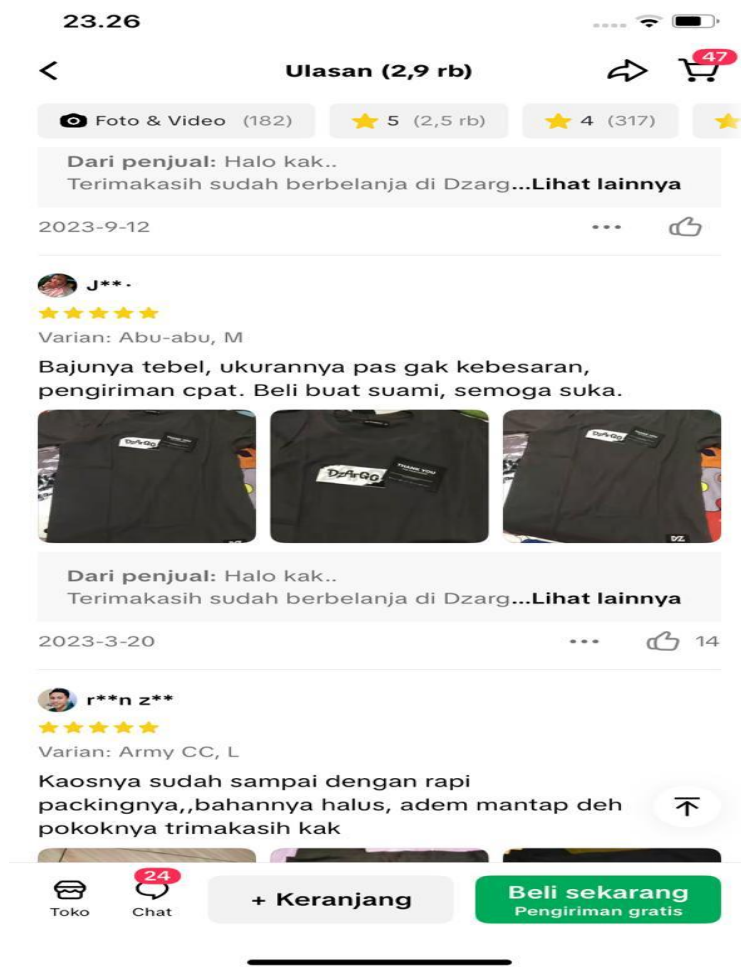 23.26
Ulasan (2,9 rb)
47
Foto & Video (182)
5 (2,5 rb)
4 (317)
Dari penjual: Halo kak..
Terimakasih sudah berbelanja di Dzarg...Lihat lainnya
2023-9-12
J**.
Varian: Abu-abu, M
Bajunya tebel, ukurannya pas gak kebesaran,
pengiriman cpat. Beli buat suami, semoga suka.
DzArGO
THANK YOU
DzArGO
THANK YOU
DzArGO
THANK YOU
DZ
Dari penjual: Halo kak..
Terimakasih sudah berbelanja di Dzarg...Lihat lainnya
2023-3-20
14
r**n z**
Varian: Army CC, L
Kaosnya sudah sampai dengan rapi
packingnya,,bahannya halus, adem mantap deh
pokoknya trimakasih kak
24
Toko
Chat
+ Keranjang
Beli sekarang
Pengiriman gratis